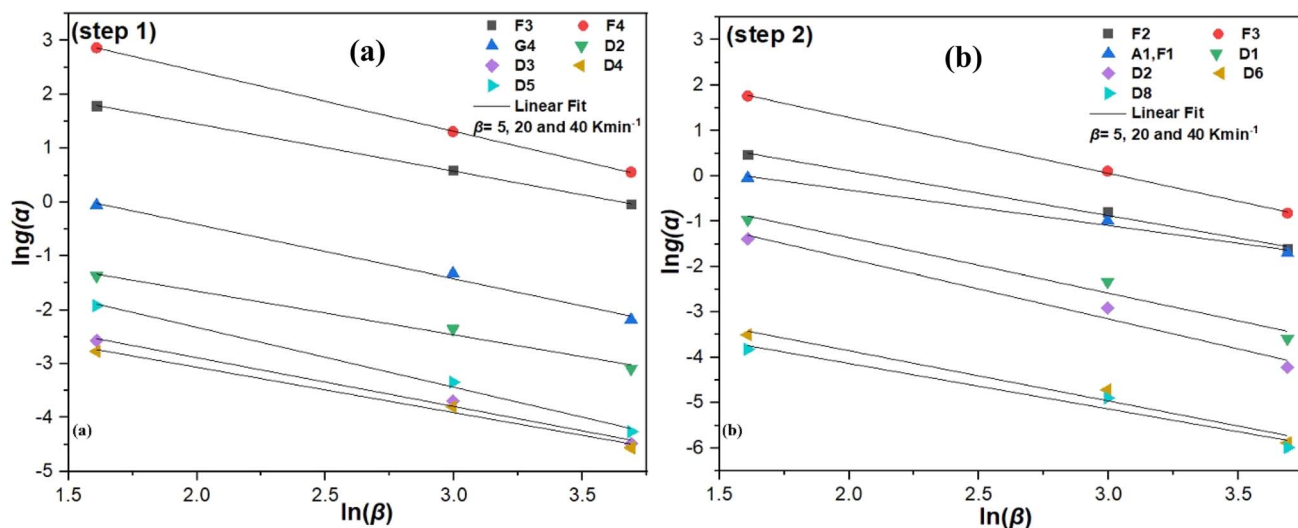 (step 1)
(a)
F3 F4
G4 D2
D3 D4
D5
Linear Fit
β= 5, 20 and 40 Kmin⁻¹
lng(α)
3
2
1
0
-1
-2
-3
-4
-5
(a)
1.5 2.0 2.5 3.0 3.5
ln(β)
(step 2)
(b)
F2 F3
A1,F1 D1
D2 D6
D8
Linear Fit
β= 5, 20 and 40 Kmin⁻¹
lng(α)
3
2
1
0
-1
-2
-3
-4
-5
-6
(b)
1.5 2.0 2.5 3.0 3.5
ln(β)